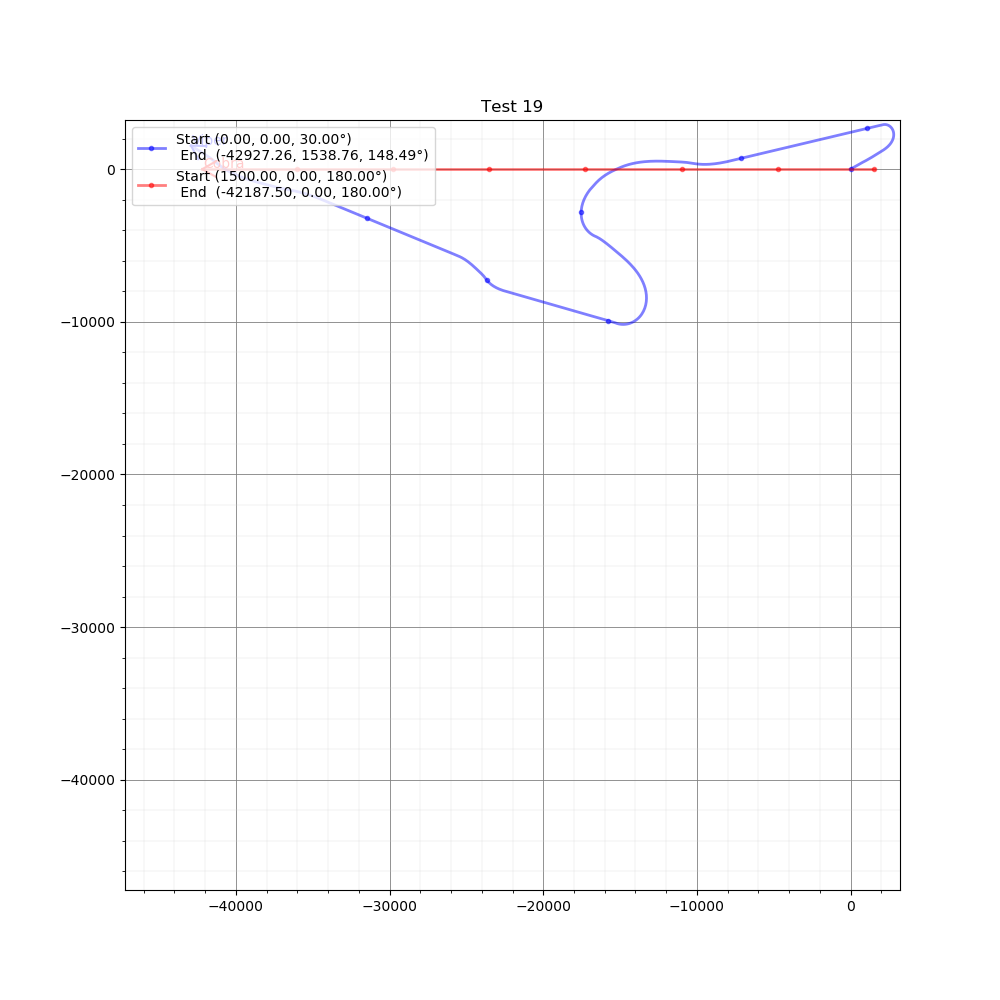 Test 19
Start (0.00, 0.00, 30.00°)
End (-42927.26, 1538.76, 148.49°)
Start (1500.00, 0.00, 180.00°)
End (-42187.50, 0.00, 180.00°)
0
−10000
−20000
−30000
−40000
−40000 −30000 −20000 −10000 0